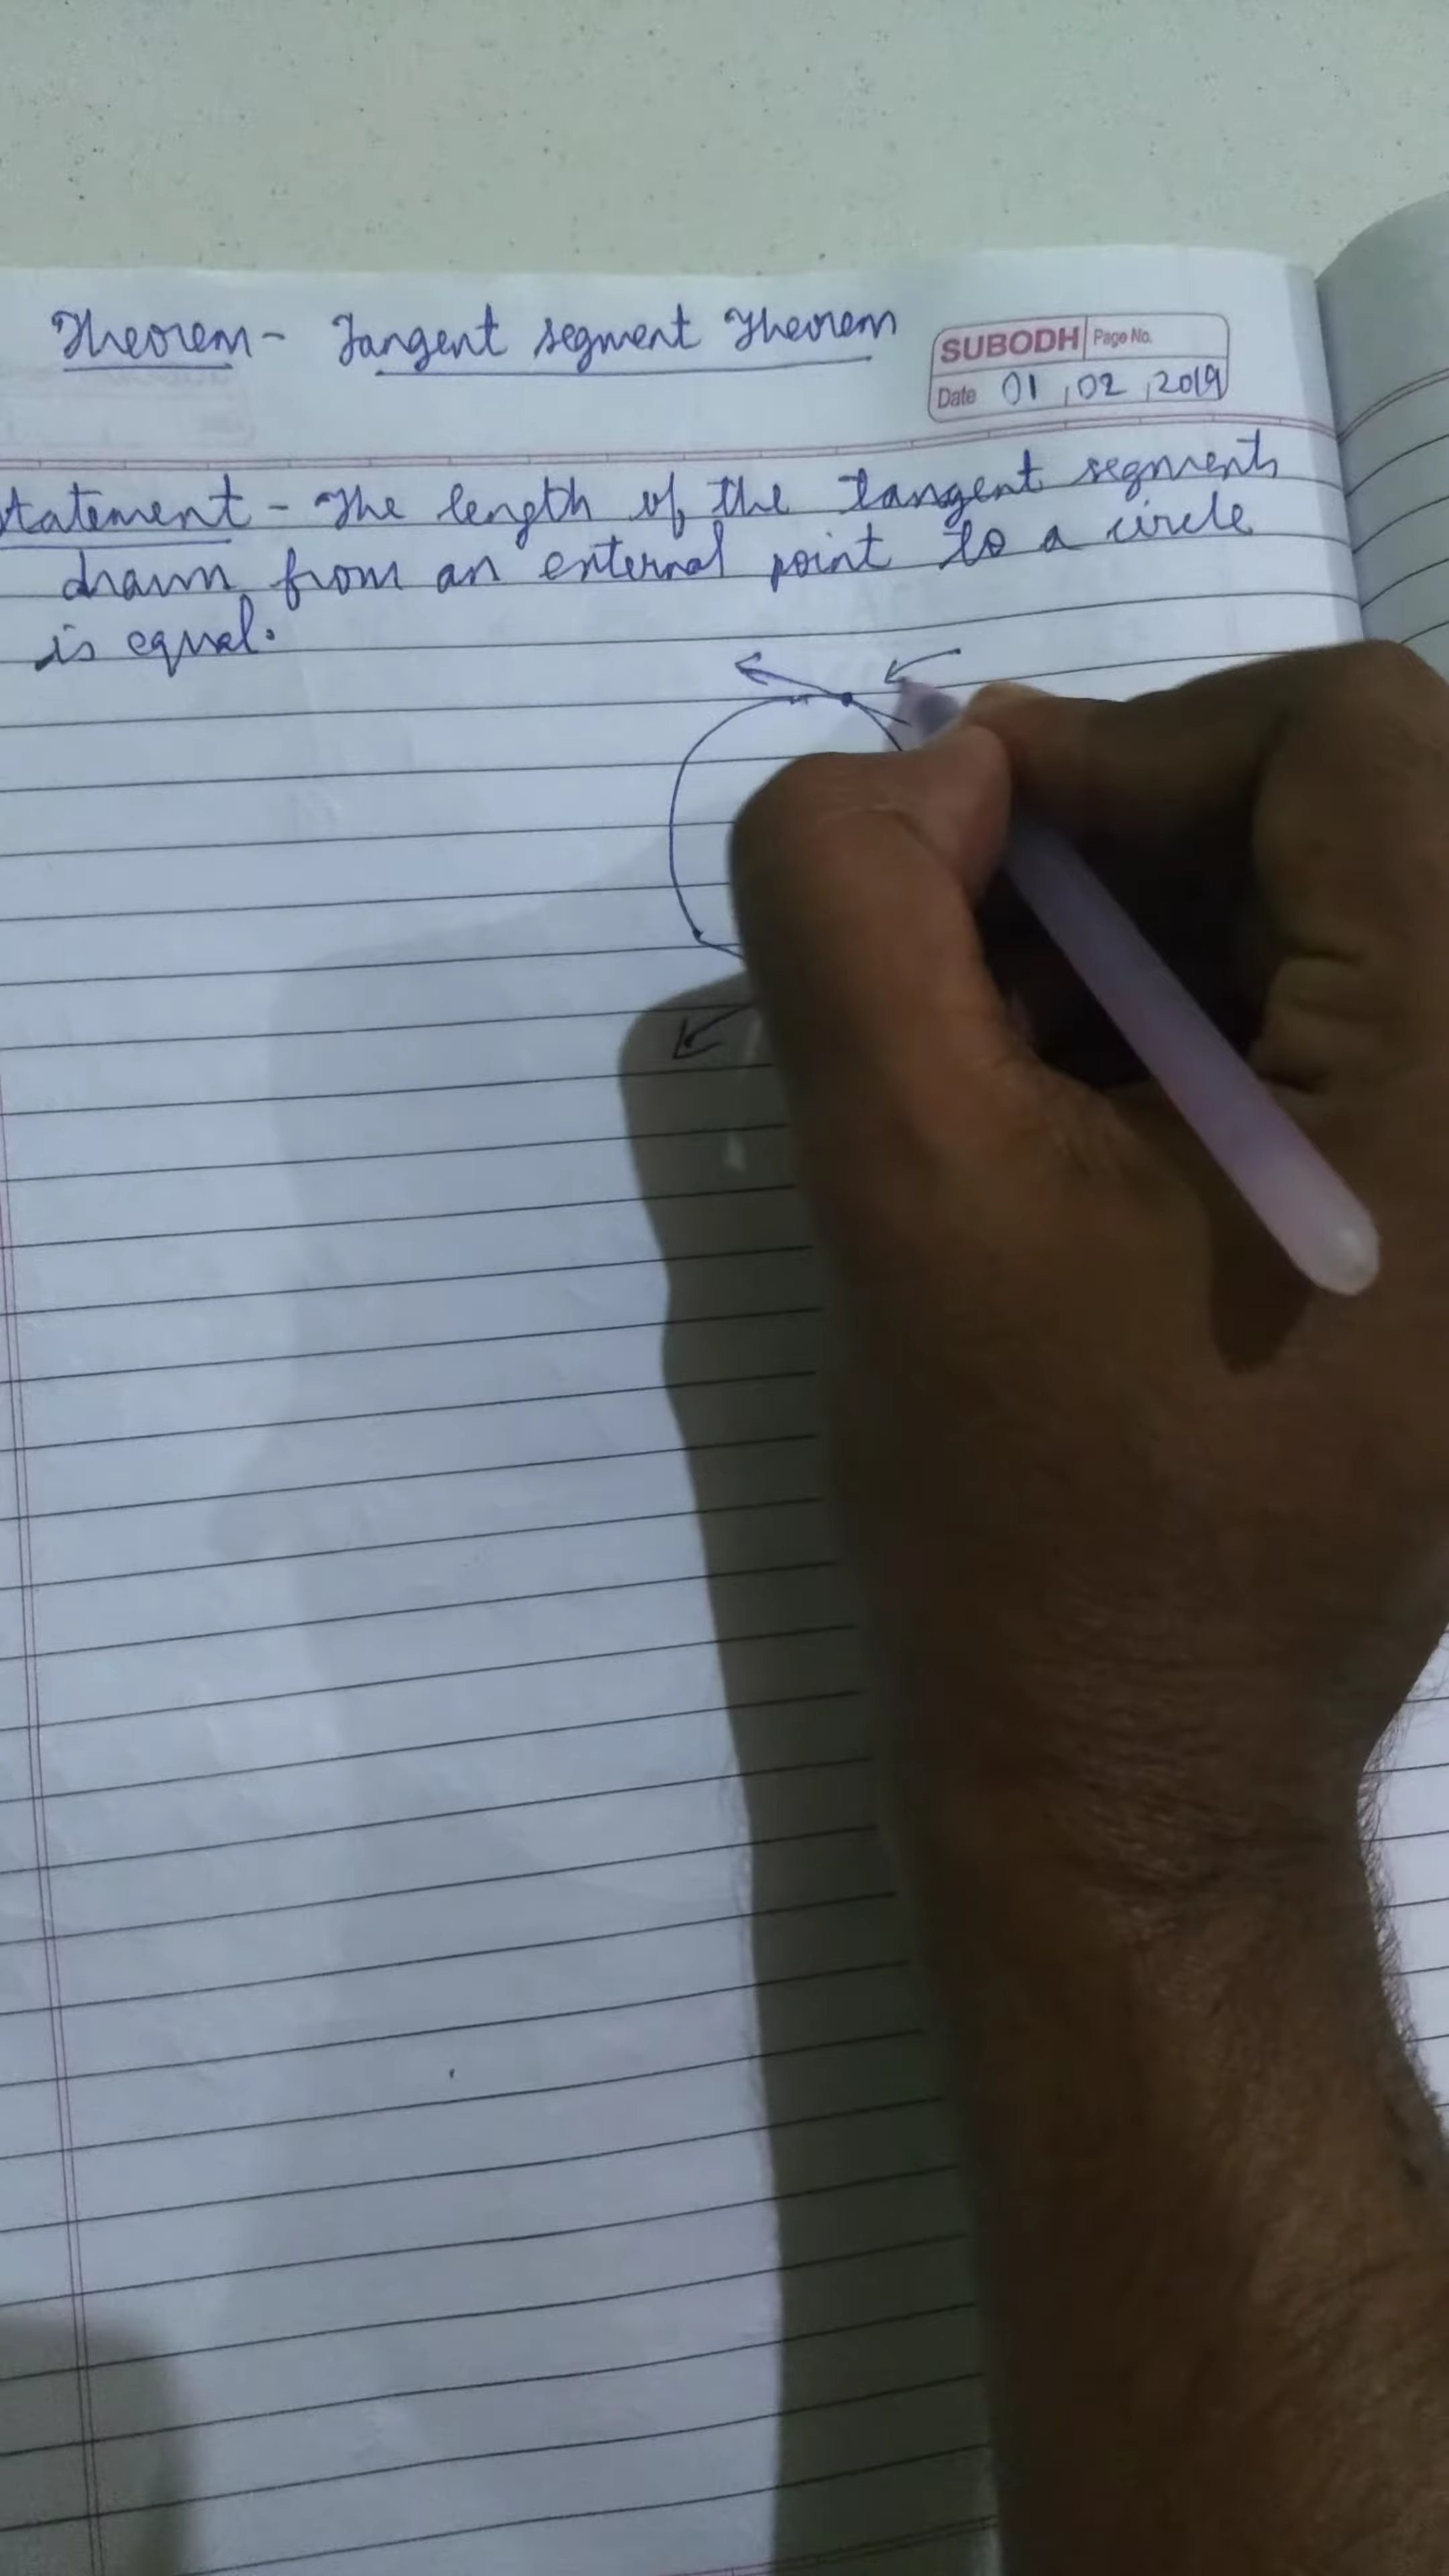 Theorem - Tangent segment Theorem
SUBODH Page No.
Date 01, 02, 2019
Statement - The length of the tangent segments
drawn from an external point to a circle
is equal.